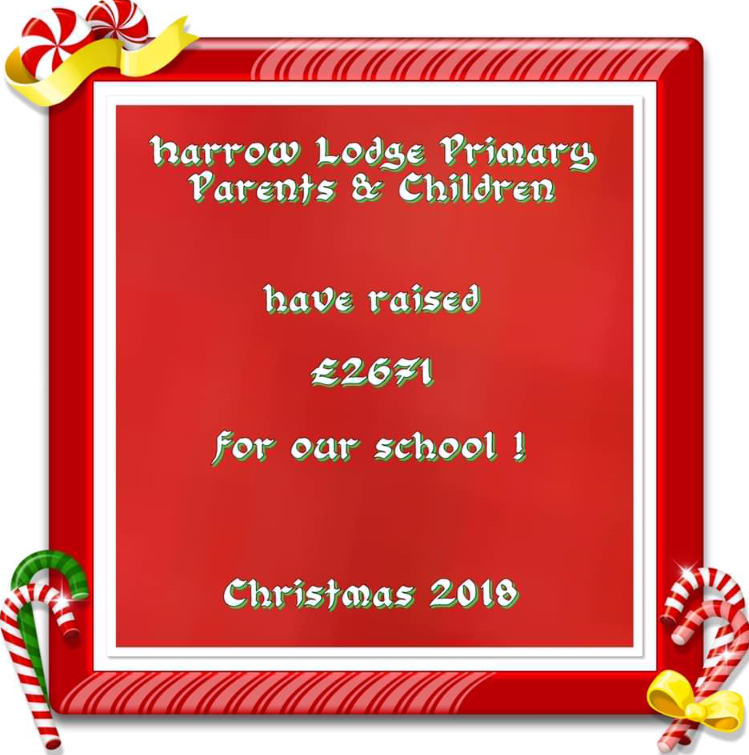 Harrow Lodge Primary
Parents & Children
have raised
£2671
for our school !
Christmas 2018